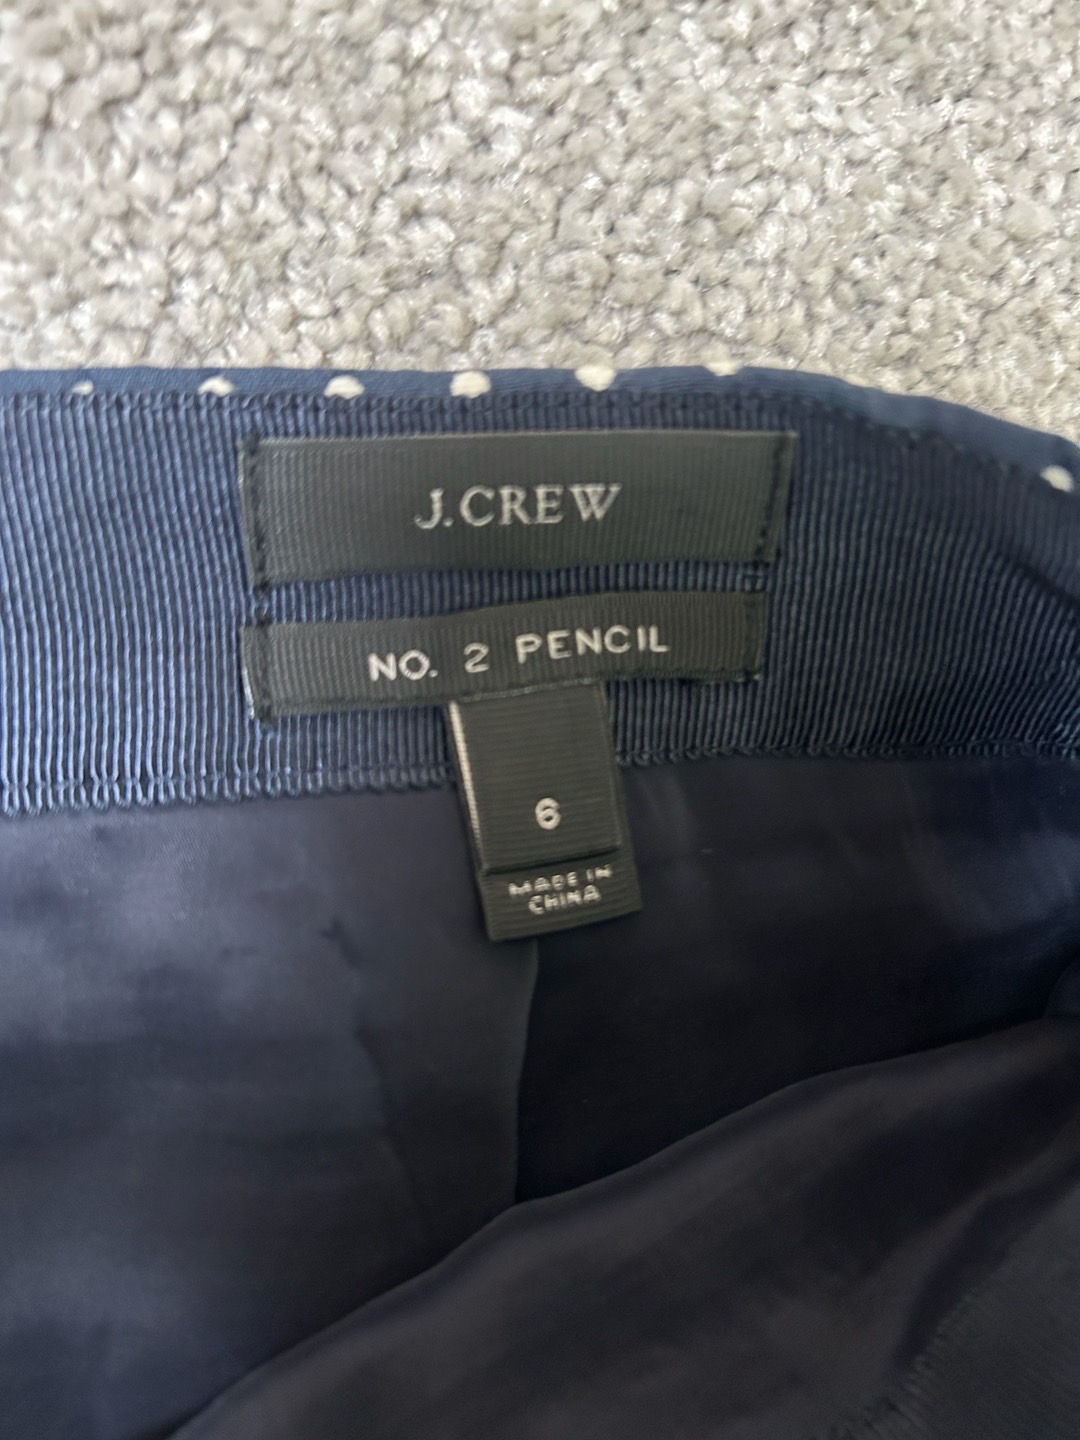 J.CREW
NO. 2 PENCIL
6
MADE IN
CHINA